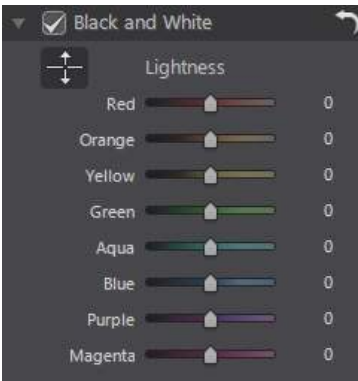 Black and White
Lightness
Red 0
Orange 0
Yellow 0
Green 0
Aqua 0
Blue 0
Purple 0
Magenta 0